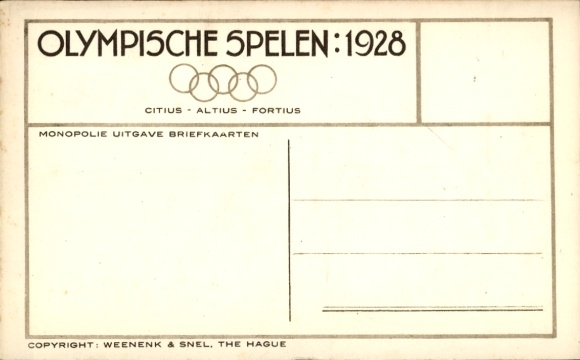 OLYMPISCHE SPELEN: 1928
CITIUS - ALTIUS - FORTIUS
MONOPOLIE UITGAVE BRIEFKAARTEN
COPYRIGHT: WEENENK & SNEL, THE HAGUE